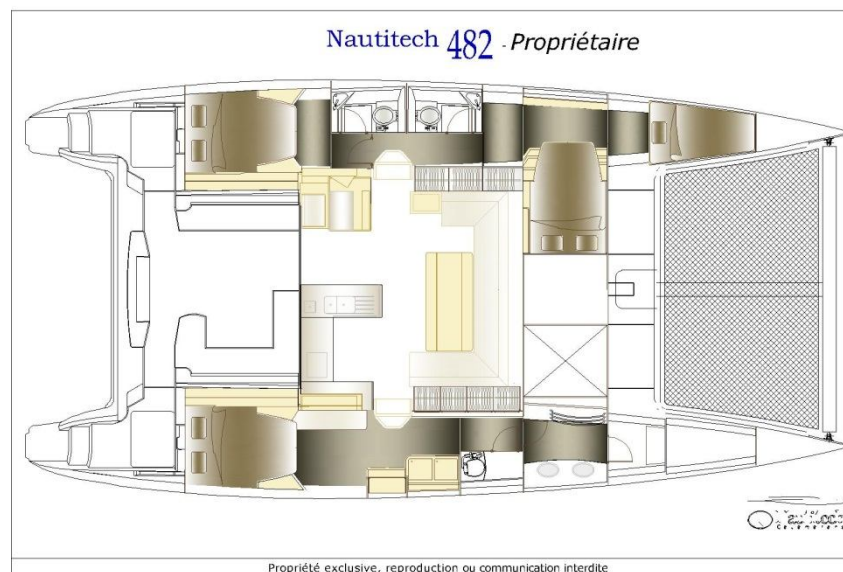 Nautitech 482 - Propriétaire
Propriété exclusive, reproduction ou communication interdite